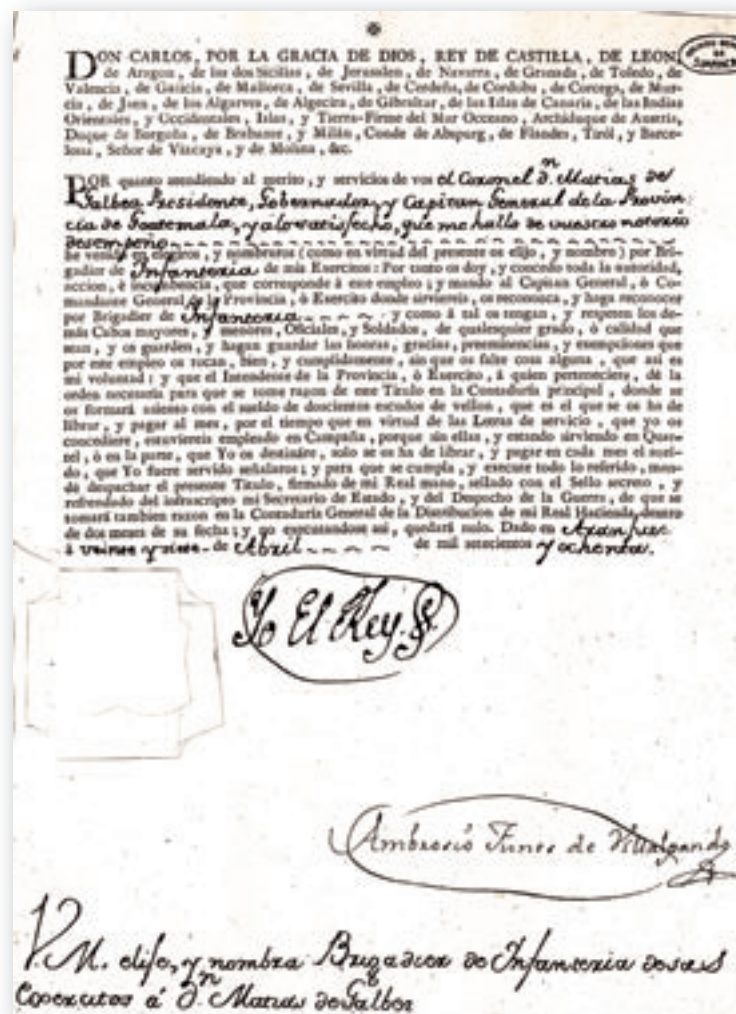 DON CARLOS, POR LA GRACIA DE DIOS, REY DE CASTILLA, DE LEON,
de Aragon, de las dos Sicilias, de Jerusalen, de Navarra, de Granada, de Toledo, de
Valencia, de Galicia, de Mallorca, de Sevilla, de Cerdeña, de Cordoba, de Corcega, de Mur-
cia, de Jaen, de los Algarves, de Algecira, de Gibraltar, de las Islas de Canaria, de las Indias
Orientales, y Occidentales, Islas, y Tierra-Firme del Mar Occeano, Archiduque de Austria,
Duque de Borgoña, de Brabante, y Milán, Conde de Abspurg, de Flandes, Tiról, y Barce-
lona, Señor de Vizcaya, y de Molina, &c.
POR quanto atendiendo al merito, y servicios de vos el Coronel dn. Matias de
Galbez Presidente, Gobernador, y Capitan General de la Provin-
cia de Goatemala, y alo satisfecho, que me hallo de vuestro notorio
desempeño
he venido en elegiros, y nombraros (como en virtud del presente os elijo, y nombro) por Bri-
gadier de Infanteria de mis Exercitos: Por tanto os doy, y concedo toda la autoridad,
accion, è incumbencia, que corresponde à este empleo; y mando al Capitan General, ò Co-
mandante General de la Provincia, ò Exercito donde sirviereis, os reconozca, y haga reconocer
por Brigadier de Infanteria y como à tal os tengan, y respeten los de-
más Cabos mayores, y menores, Oficiales, y Soldados, de qualesquier grado, ò calidad que
sean, y os guarden, y hagan guardar las honras, gracias, preeminencias, y exempciones que
por este empleo os tocan, bien, y cumplidamente, sin que os falte cosa alguna, que asi es
mi voluntad; y que el Intendente de la Provincia, ò Exercito, à quien perteneciere, dé la
orden necesaria para que se tome razon de este Titulo en la Contaduría principal, donde se
os formará asiento con el sueldo de doscientos escudos de vellon, que es el que se os ha de
librar, y pagar al mes, por el tiempo que en virtud de las Letras de servicio, que yo os
concediere, estuviereis empleado en Campaña, porque sin ellas, y estando sirviendo en Quar-
tel, ò en la parte, que Yo os destinàre, solo se os ha de librar, y pagar en cada mes el suel-
do, que Yo fuere servido señalaros; y para que se cumpla, y execute todo lo referido, man-
dé despachar el presente Titulo, firmado de mi Real mano, sellado con el Sello secreto, y
refrendado del infrascripto mi Secretario de Estado, y del Despacho de la Guerra, de que se
tomará tambien razon en la Contaduría General de la Distribucion de mi Real Hacienda dentro
de dos meses de su fecha; y no executandose asi, quedará nulo. Dado en Aranjuez
à veinte y siete de Abril de mil setecientos y ochenta.
Yo El Rey
Ambrosio Funes de Villalpando
V. M. elije, y nombra Brigadier de Infanteria de sus
Exercitos á dn. Matias de Galbez